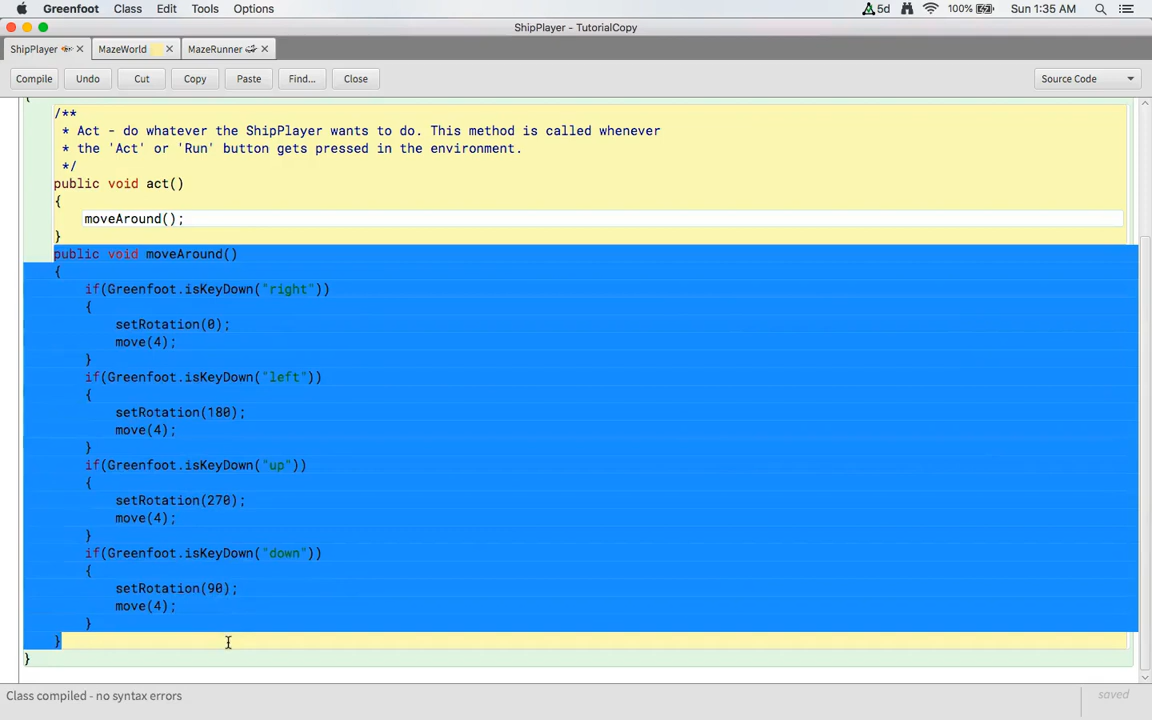 Greenfoot Class Edit Tools Options 5d 100% Sun 1:35 AM
ShipPlayer - TutorialCopy
ShipPlayer MazeWorld MazeRunner
Compile Undo Cut Copy Paste Find... Close Source Code
{
/**
* Act - do whatever the ShipPlayer wants to do. This method is called whenever
* the 'Act' or 'Run' button gets pressed in the environment.
*/
public void act()
{
moveAround();
}
public void moveAround()
{
if(Greenfoot.isKeyDown("right"))
{
setRotation(0);
move(4);
}
if(Greenfoot.isKeyDown("left"))
{
setRotation(180);
move(4);
}
if(Greenfoot.isKeyDown("up"))
{
setRotation(270);
move(4);
}
if(Greenfoot.isKeyDown("down"))
{
setRotation(90);
move(4);
}
}
}
Class compiled - no syntax errors
saved